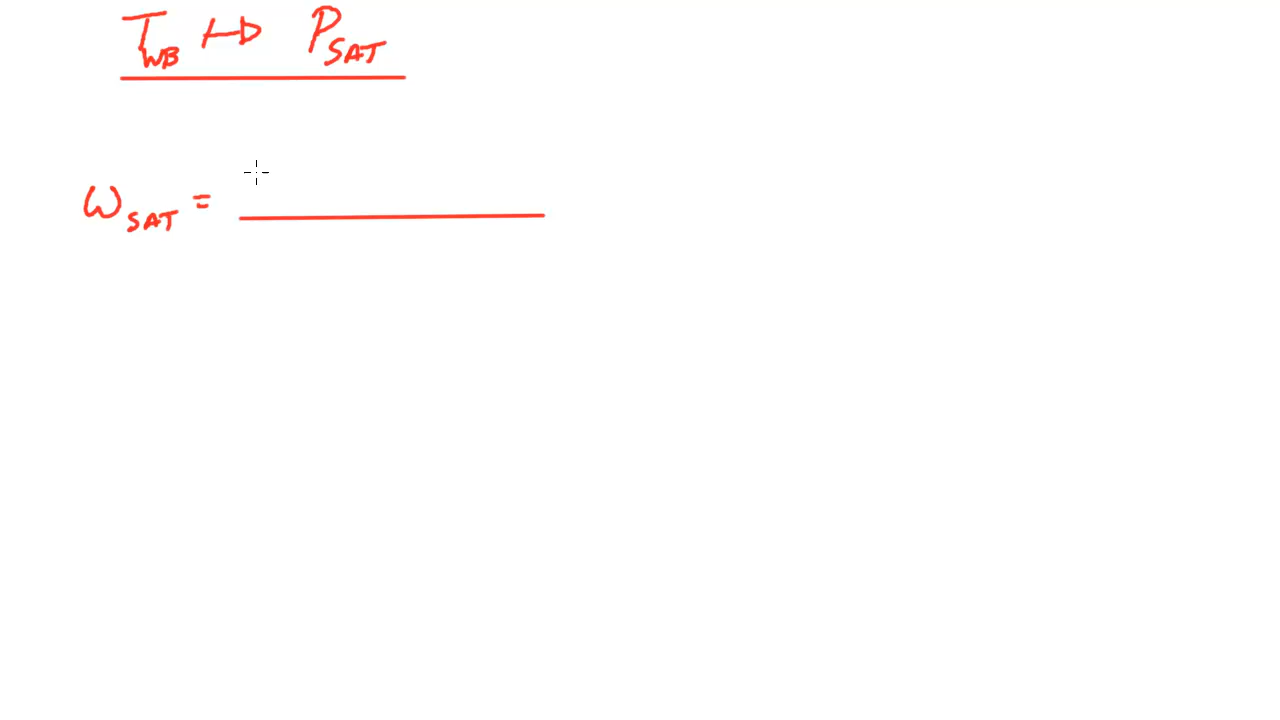 T_WB ↦ P_SAT
ω_SAT =